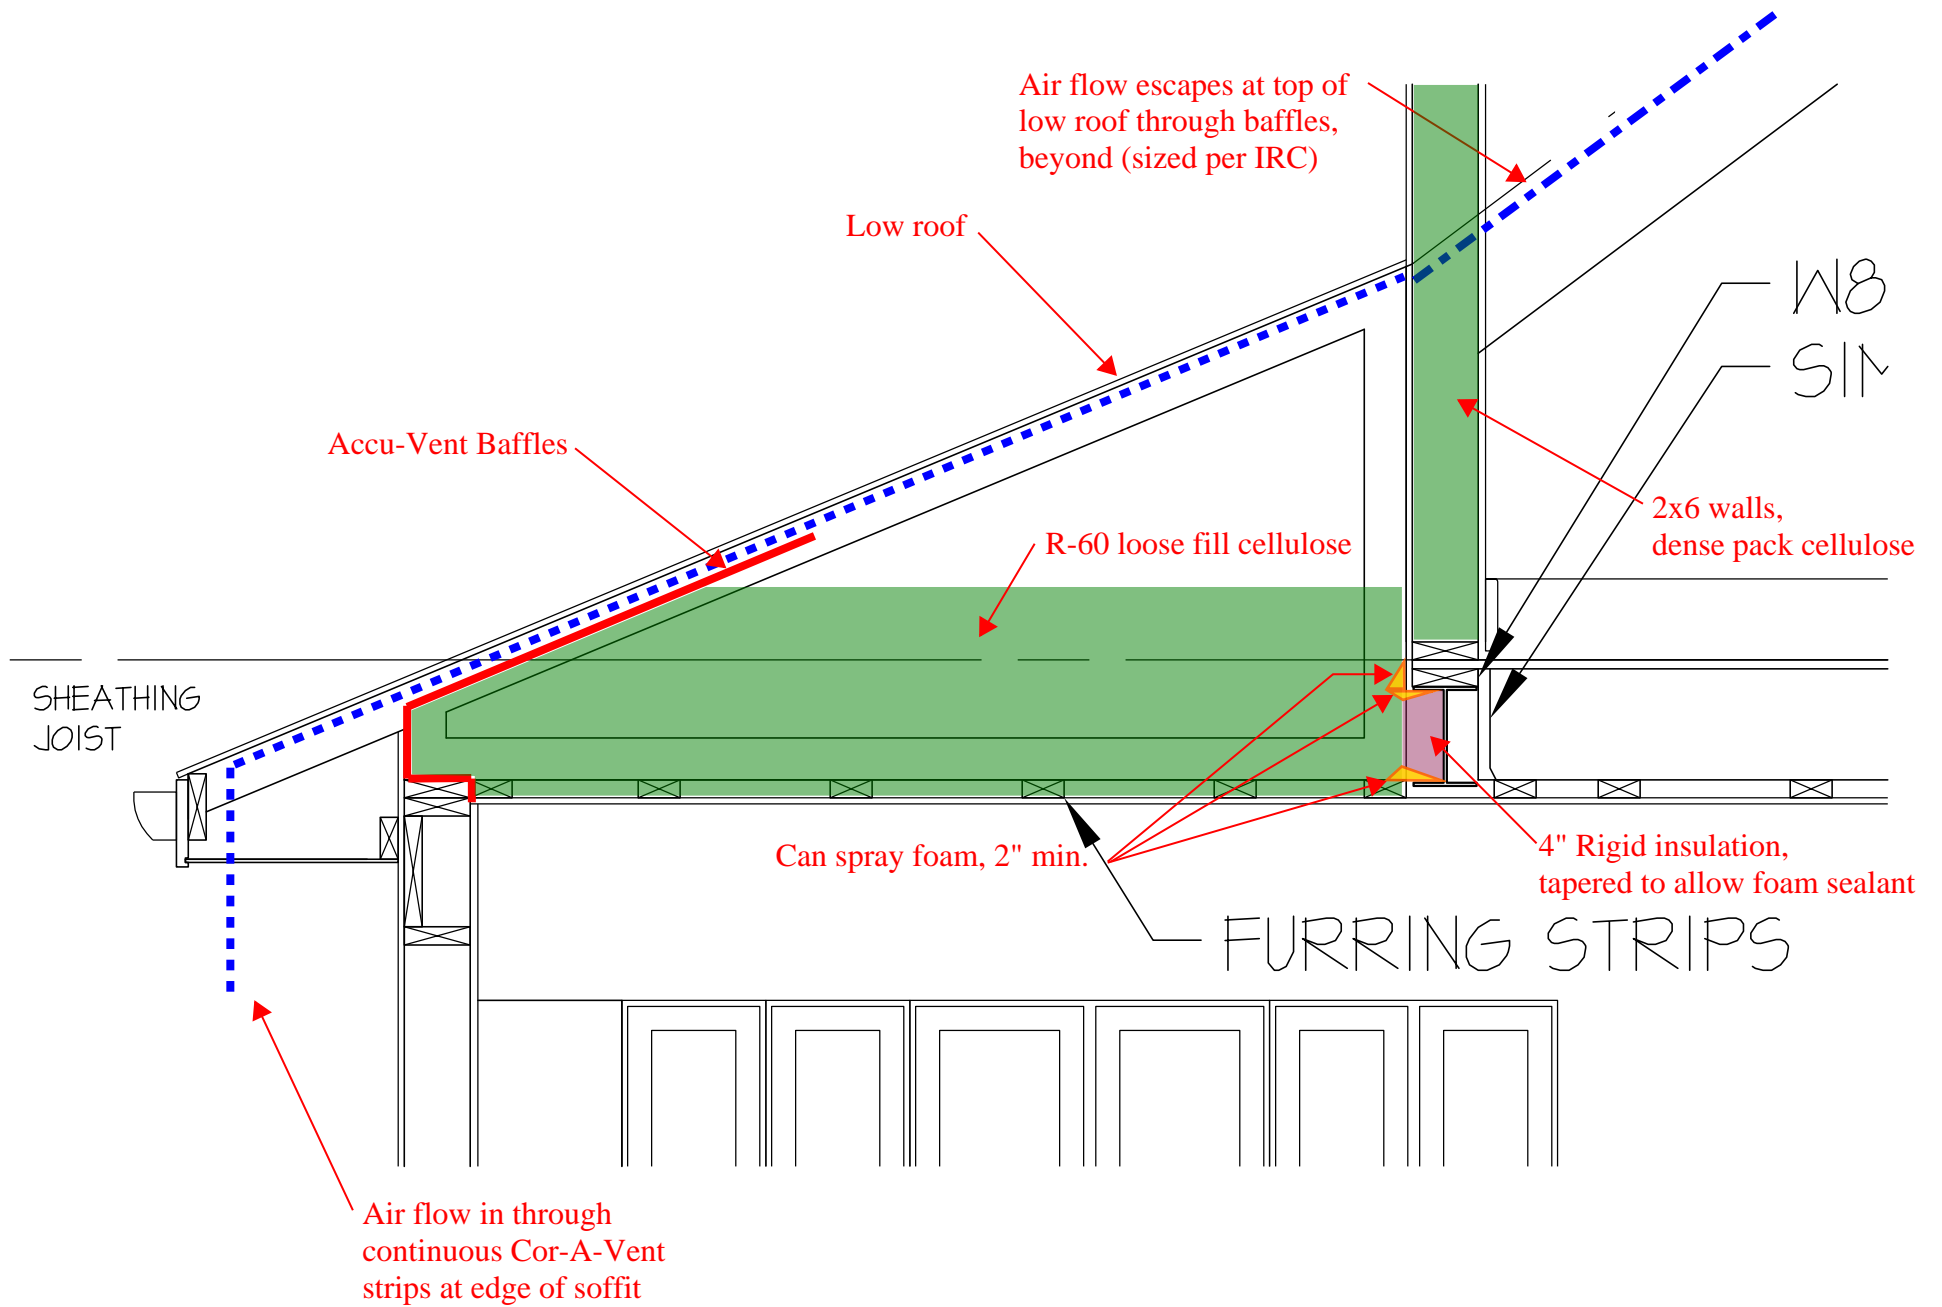 Air flow escapes at top of
low roof through baffles,
beyond (sized per IRC)
Low roof
W8
SIM
Accu-Vent Baffles
2x6 walls,
dense pack cellulose
R-60 loose fill cellulose
SHEATHING
JOIST
Can spray foam, 2" min.
4" Rigid insulation,
tapered to allow foam sealant
FURRING STRIPS
Air flow in through
continuous Cor-A-Vent
strips at edge of soffit